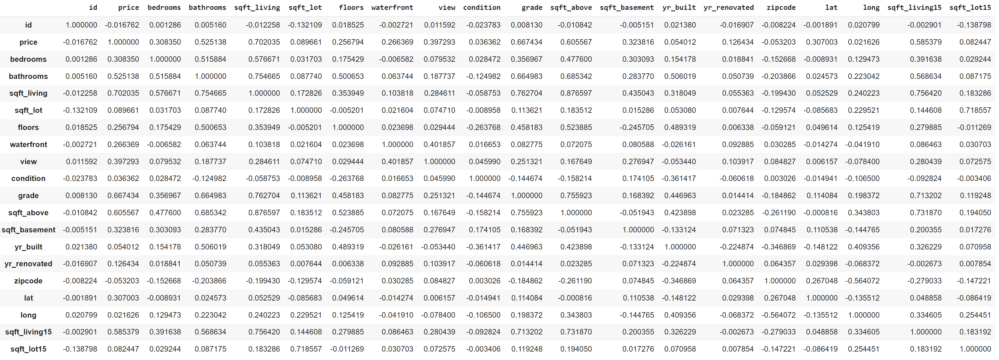 id price bedrooms bathrooms sqft_living sqft_lot floors waterfront view condition grade sqft_above sqft_basement yr_built yr_renovated zipcode lat long sqft_living15 sqft_lot15
id 1.000000 -0.016762 0.001286 0.005160 -0.012258 -0.132109 0.018525 -0.002721 0.011592 -0.023783 0.008130 -0.010842 -0.005151 0.021380 -0.016907 -0.008224 -0.001891 0.020799 -0.002901 -0.138798
price -0.016762 1.000000 0.308350 0.525138 0.702035 0.089661 0.256794 0.266369 0.397293 0.036362 0.667434 0.605567 0.323816 0.054012 0.126434 -0.053203 0.307003 0.021626 0.585379 0.082447
bedrooms 0.001286 0.308350 1.000000 0.515884 0.576671 0.031703 0.175429 -0.006582 0.079532 0.028472 0.356967 0.477600 0.303093 0.154178 0.018841 -0.152668 -0.008931 0.129473 0.391638 0.029244
bathrooms 0.005160 0.525138 0.515884 1.000000 0.754665 0.087740 0.500653 0.063744 0.187737 -0.124982 0.664983 0.685342 0.283770 0.506019 0.050739 -0.203866 0.024573 0.223042 0.568634 0.087175
sqft_living -0.012258 0.702035 0.576671 0.754665 1.000000 0.172826 0.353949 0.103818 0.284611 -0.058753 0.762704 0.876597 0.435043 0.318049 0.055363 -0.199430 0.052529 0.240223 0.756420 0.183286
sqft_lot -0.132109 0.089661 0.031703 0.087740 0.172826 1.000000 -0.005201 0.021604 0.074710 -0.008958 0.113621 0.183512 0.015286 0.053080 0.007644 -0.129574 -0.085683 0.229521 0.144608 0.718557
floors 0.018525 0.256794 0.175429 0.500653 0.353949 -0.005201 1.000000 0.023698 0.029444 -0.263768 0.458183 0.523885 -0.245705 0.489319 0.006338 -0.059121 0.049614 0.125419 0.279885 -0.011269
waterfront -0.002721 0.266369 -0.006582 0.063744 0.103818 0.021604 0.023698 1.000000 0.401857 0.016653 0.082775 0.072075 0.080588 -0.026161 0.092885 0.030285 -0.014274 -0.041910 0.086463 0.030703
view 0.011592 0.397293 0.079532 0.187737 0.284611 0.074710 0.029444 0.401857 1.000000 0.045990 0.251321 0.167649 0.276947 -0.053440 0.103917 0.084827 0.006157 -0.078400 0.280439 0.072575
condition -0.023783 0.036362 0.028472 -0.124982 -0.058753 -0.008958 -0.263768 0.016653 0.045990 1.000000 -0.144674 -0.158214 0.174105 -0.361417 -0.060618 0.003026 -0.014941 -0.106500 -0.092824 -0.003406
grade 0.008130 0.667434 0.356967 0.664983 0.762704 0.113621 0.458183 0.082775 0.251321 -0.144674 1.000000 0.755923 0.168392 0.446963 0.014414 -0.184862 0.114084 0.198372 0.713202 0.119248
sqft_above -0.010842 0.605567 0.477600 0.685342 0.876597 0.183512 0.523885 0.072075 0.167649 -0.158214 0.755923 1.000000 -0.051943 0.423898 0.023285 -0.261190 -0.000816 0.343803 0.731870 0.194050
sqft_basement -0.005151 0.323816 0.303093 0.283770 0.435043 0.015286 -0.245705 0.080588 0.276947 0.174105 0.168392 -0.051943 1.000000 -0.133124 0.071323 0.074845 0.110538 -0.144765 0.200355 0.017276
yr_built 0.021380 0.054012 0.154178 0.506019 0.318049 0.053080 0.489319 -0.026161 -0.053440 -0.361417 0.446963 0.423898 -0.133124 1.000000 -0.224874 -0.346869 -0.148122 0.409356 0.326229 0.070958
yr_renovated -0.016907 0.126434 0.018841 0.050739 0.055363 0.007644 0.006338 0.092885 0.103917 -0.060618 0.014414 0.023285 0.071323 -0.224874 1.000000 0.064357 0.029398 -0.068372 -0.002673 0.007854
zipcode -0.008224 -0.053203 -0.152668 -0.203866 -0.199430 -0.129574 -0.059121 0.030285 0.084827 0.003026 -0.184862 -0.261190 0.074845 -0.346869 0.064357 1.000000 0.267048 -0.564072 -0.279033 -0.147221
lat -0.001891 0.307003 -0.008931 0.024573 0.052529 -0.085683 0.049614 -0.014274 0.006157 -0.014941 0.114084 -0.000816 0.110538 -0.148122 0.029398 0.267048 1.000000 -0.135512 0.048858 -0.086419
long 0.020799 0.021626 0.129473 0.223042 0.240223 0.229521 0.125419 -0.041910 -0.078400 -0.106500 0.198372 0.343803 -0.144765 0.409356 -0.068372 -0.564072 -0.135512 1.000000 0.334605 0.254451
sqft_living15 -0.002901 0.585379 0.391638 0.568634 0.756420 0.144608 0.279885 0.086463 0.280439 -0.092824 0.713202 0.731870 0.200355 0.326229 -0.002673 -0.279033 0.048858 0.334605 1.000000 0.183192
sqft_lot15 -0.138798 0.082447 0.029244 0.087175 0.183286 0.718557 -0.011269 0.030703 0.072575 -0.003406 0.119248 0.194050 0.017276 0.070958 0.007854 -0.147221 -0.086419 0.254451 0.183192 1.000000